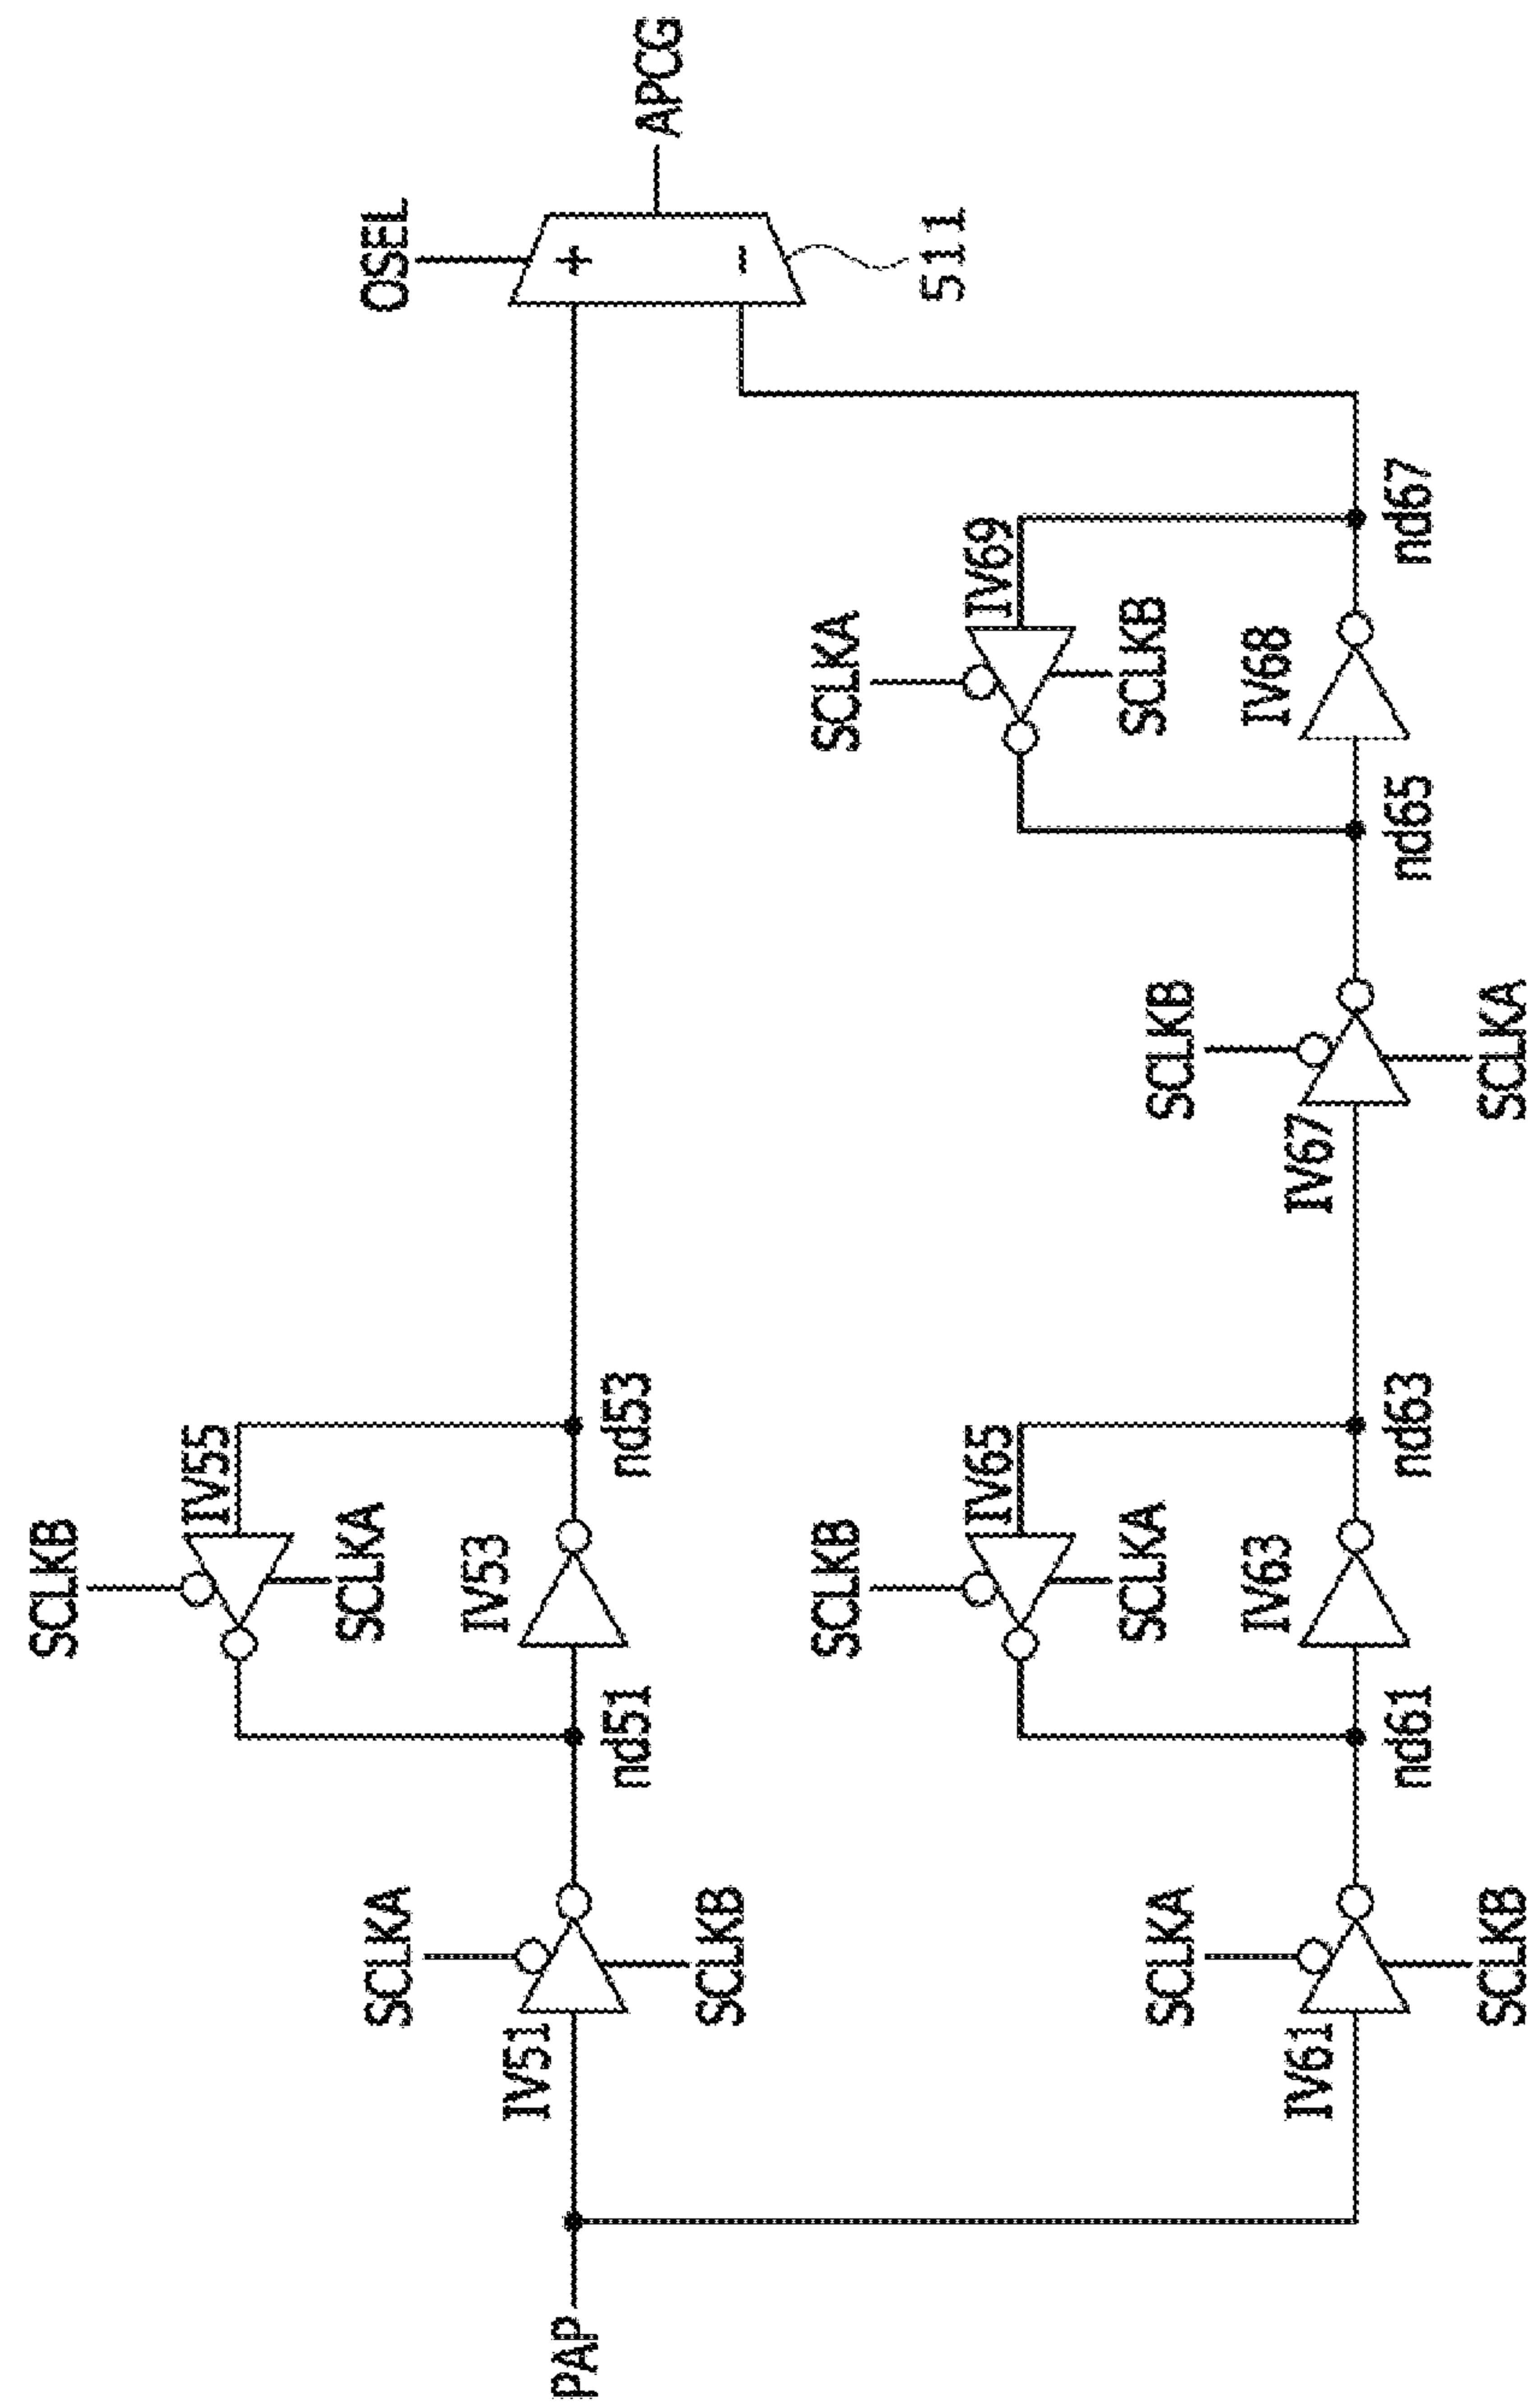 SCLKB
IV55
SCLKA
SCLKA
IV53
OSEL
APCG
PAP
IV51
nd51
nd53
+
-
511
SCLKB
SCLKB
IV65
SCLKA
SCLKA
IV69
SCLKB
SCLKA
IV63
SCLKB
IV68
IV61
nd61
nd63
IV67
nd65
nd67
SCLKB
SCLKA